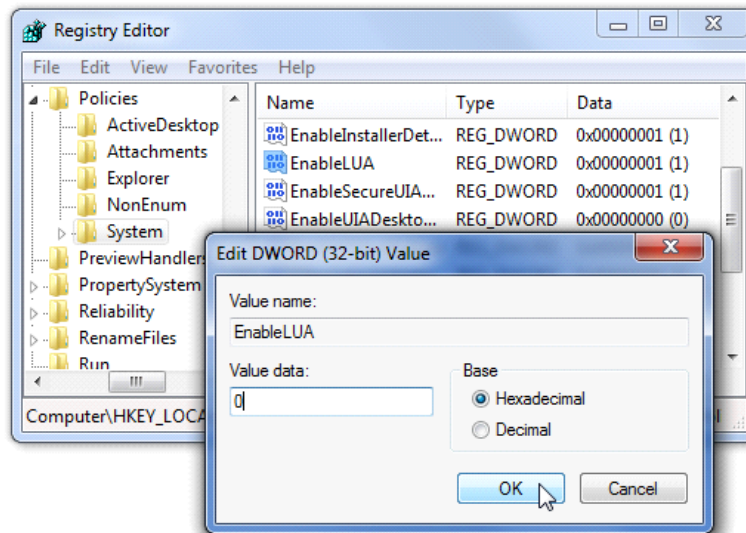 Registry Editor
File Edit View Favorites Help
Policies
ActiveDesktop
Attachments
Explorer
NonEnum
System
PreviewHandlers
PropertySystem
Reliability
RenameFiles
Run
Name Type Data
EnableInstallerDet... REG_DWORD 0x00000001 (1)
EnableLUA REG_DWORD 0x00000001 (1)
EnableSecureUIA... REG_DWORD 0x00000001 (1)
EnableUIADeskto... REG_DWORD 0x00000000 (0)
Computer\HKEY_LOCA
Edit DWORD (32-bit) Value
Value name:
EnableLUA
Value data:
0
Base
Hexadecimal
Decimal
OK Cancel